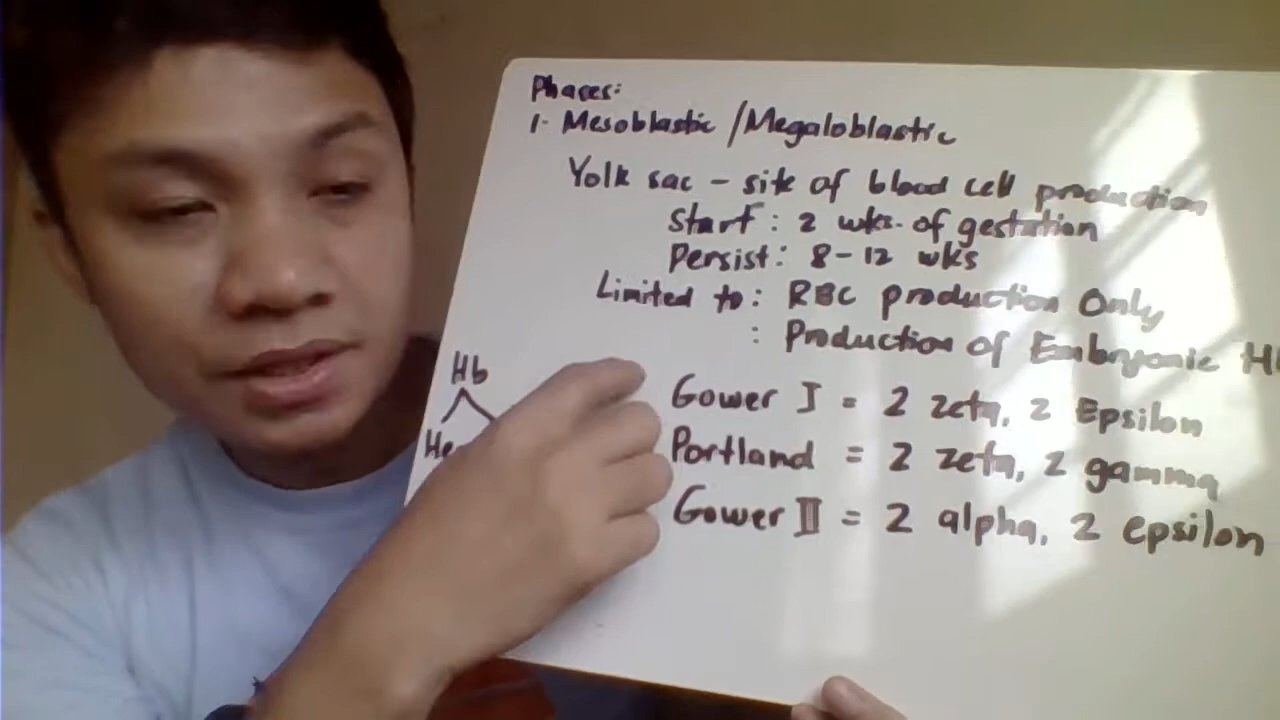 Phases:
1. Mesoblastic / Megaloblastic
Yolk sac - site of blood cell production
Start: 2 wks. of gestation
Persist: 8-12 wks
Limited to: RBC production Only
: Production of Embryonic
Hb
Gower I = 2 zeta, 2 Epsilon
Portland = 2 zeta, 2 gamma
Gower II = 2 alpha, 2 epsilon